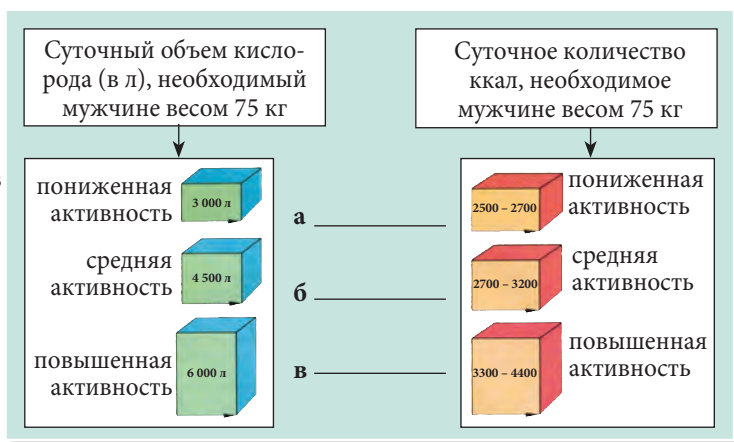 Суточный объем кисло-
рода (в л), необходимый
мужчине весом 75 кг
пониженная
активность
3 000 л
средняя
активность
4 500 л
повышенная
активность
6 000 л
а
б
в
Суточное количество
ккал, необходимое
мужчине весом 75 кг
2500 – 2700
пониженная
активность
2700 – 3200
средняя
активность
3300 – 4400
повышенная
активность